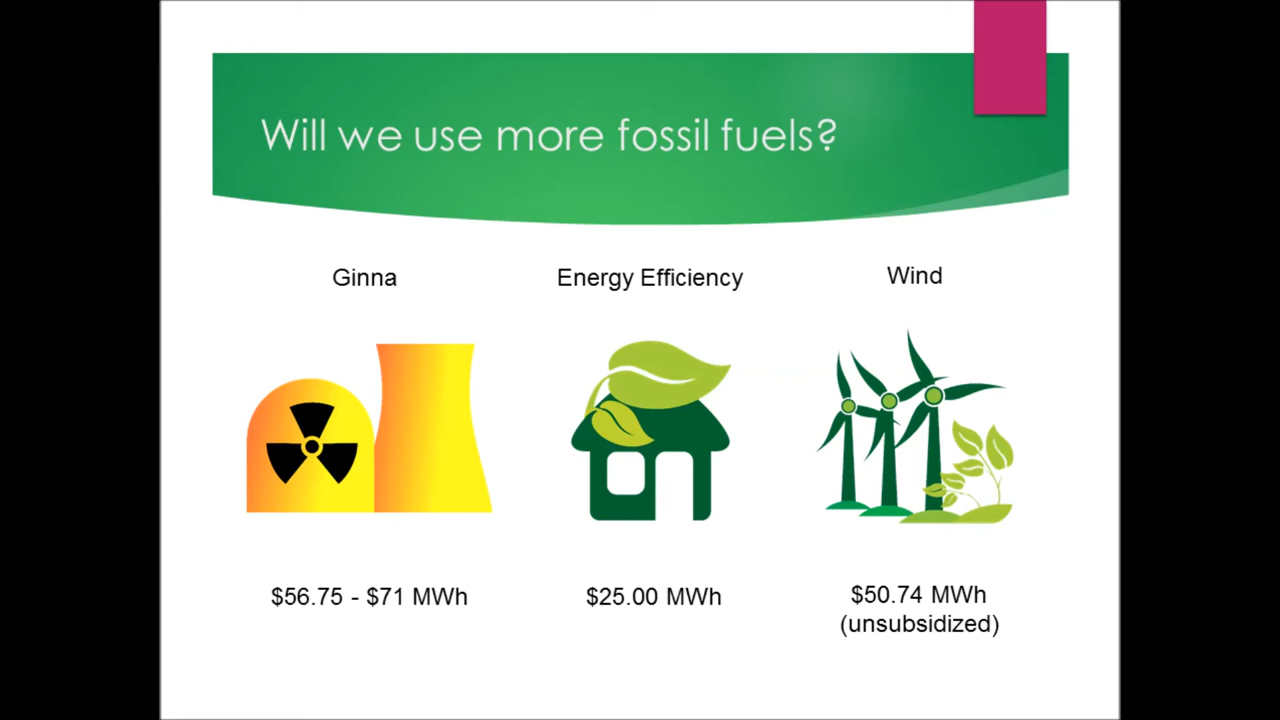 Will we use more fossil fuels?
Ginna
Energy Efficiency
Wind
$56.75 - $71 MWh
$25.00 MWh
$50.74 MWh
(unsubsidized)